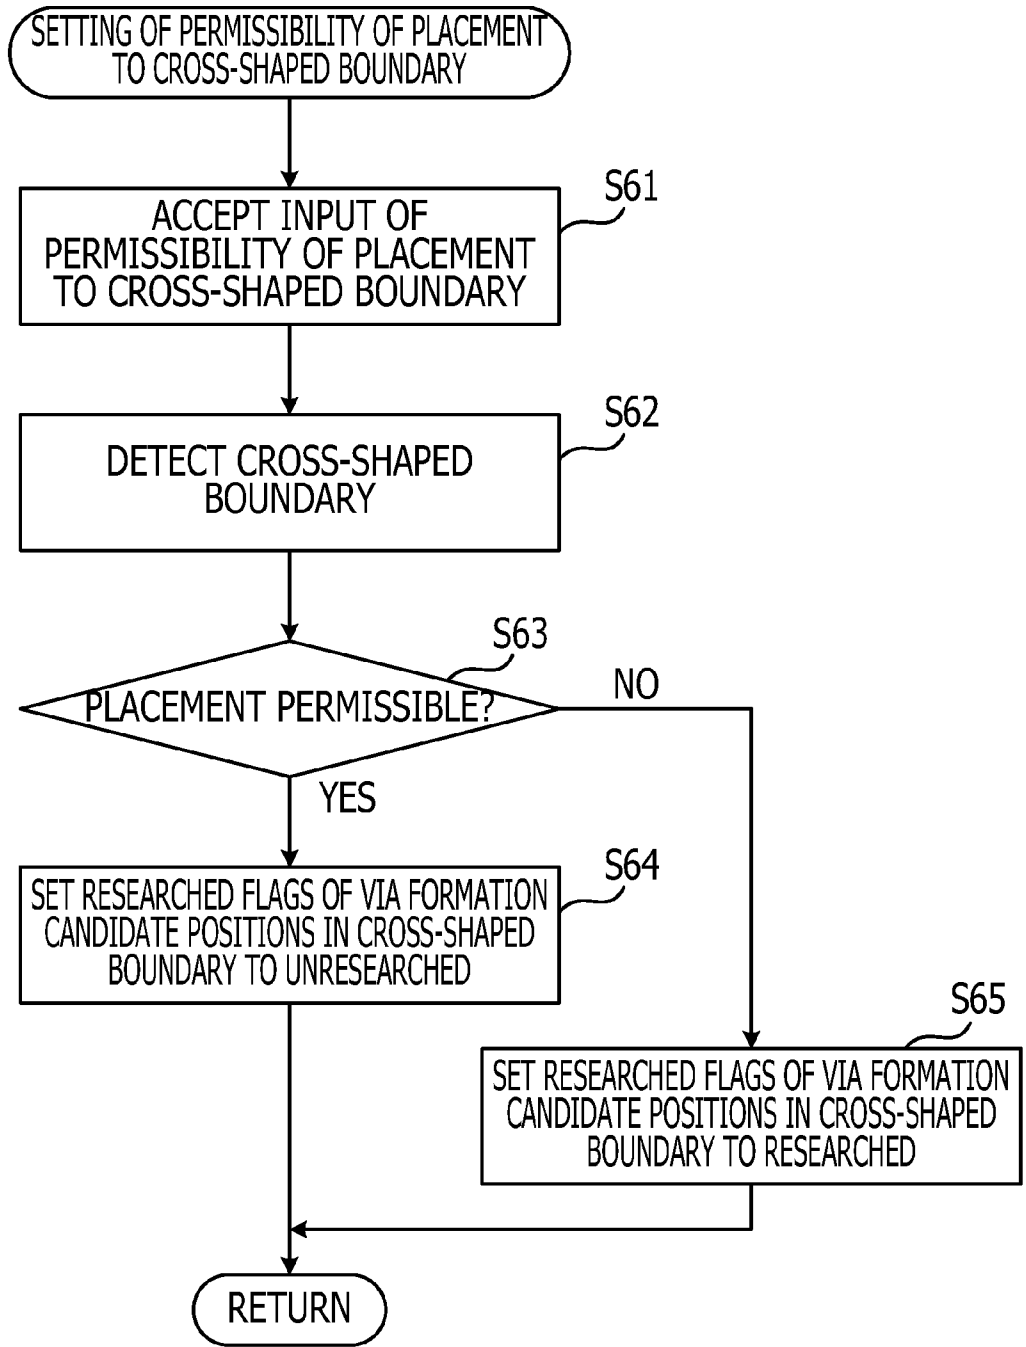 SETTING OF PERMISSIBILITY OF PLACEMENT
TO CROSS-SHAPED BOUNDARY
S61
ACCEPT INPUT OF
PERMISSIBILITY OF PLACEMENT
TO CROSS-SHAPED BOUNDARY
S62
DETECT CROSS-SHAPED
BOUNDARY
S63
PLACEMENT PERMISSIBLE?
NO
YES
S64
SET RESEARCHED FLAGS OF VIA FORMATION
CANDIDATE POSITIONS IN CROSS-SHAPED
BOUNDARY TO UNRESEARCHED
S65
SET RESEARCHED FLAGS OF VIA FORMATION
CANDIDATE POSITIONS IN CROSS-SHAPED
BOUNDARY TO RESEARCHED
RETURN